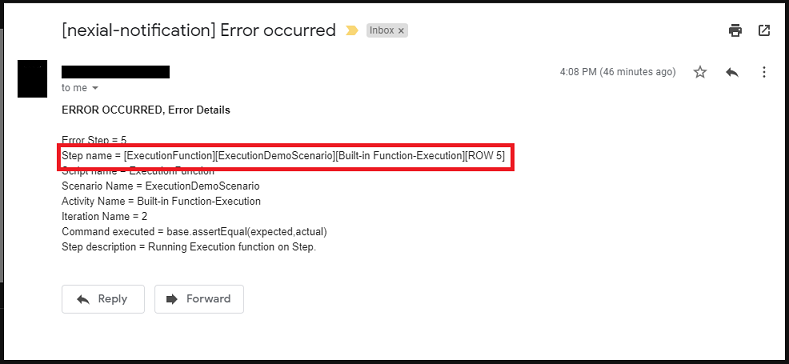 [nexial-notification] Error occurred Inbox x
4:08 PM (46 minutes ago)
to me
ERROR OCCURRED, Error Details
Error Step = 5
Step name = [ExecutionFunction][ExecutionDemoScenario][Built-in Function-Execution][ROW 5]
Script name = ExecutionFunction
Scenario Name = ExecutionDemoScenario
Activity Name = Built-in Function-Execution
Iteration Name = 2
Command executed = base.assertEqual(expected,actual)
Step description = Running Execution function on Step.
Reply Forward